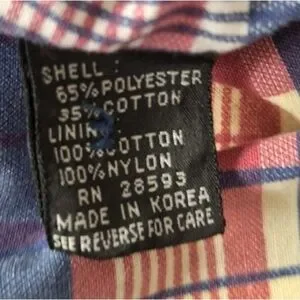 SHELL
65% POLYESTER
35% COTTON
LINING
100% COTTON
100% NYLON
RN 28593
MADE IN KOREA
SEE REVERSE FOR CARE